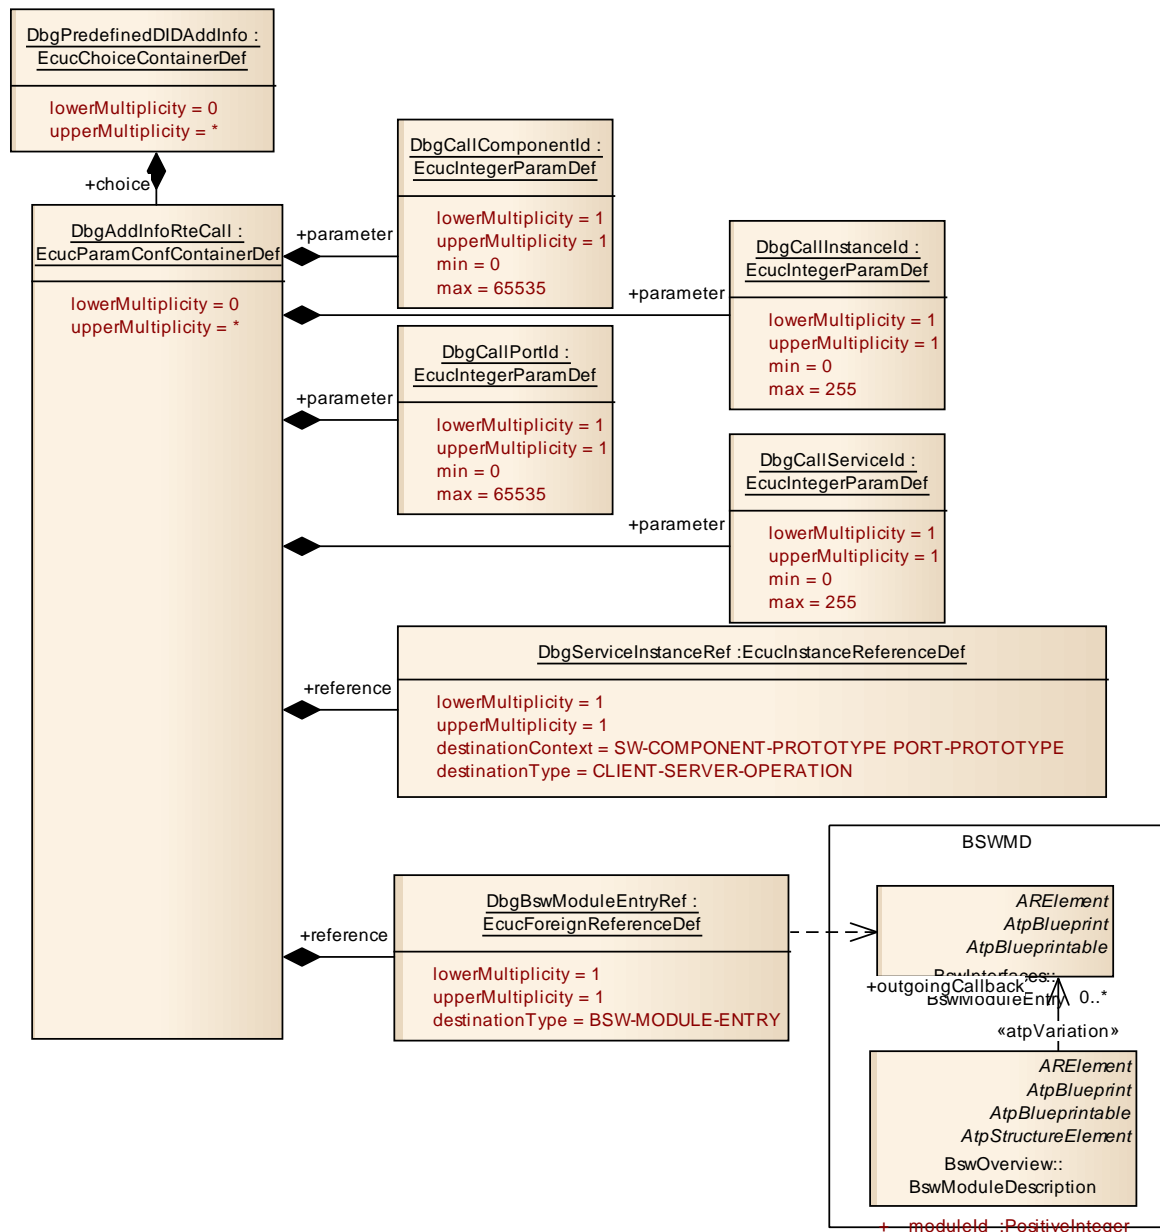 DbgPredefinedDIDAddInfo :
EcucChoiceContainerDef
lowerMultiplicity = 0
upperMultiplicity = *
+choice
DbgAddInfoRteCall :
EcucParamConfContainerDef
lowerMultiplicity = 0
upperMultiplicity = *
+parameter
DbgCallComponentId :
EcucIntegerParamDef
lowerMultiplicity = 1
upperMultiplicity = 1
min = 0
max = 65535
+parameter
DbgCallInstanceId :
EcucIntegerParamDef
lowerMultiplicity = 1
upperMultiplicity = 1
min = 0
max = 255
+parameter
DbgCallPortId :
EcucIntegerParamDef
lowerMultiplicity = 1
upperMultiplicity = 1
min = 0
max = 65535
+parameter
DbgCallServiceId :
EcucIntegerParamDef
lowerMultiplicity = 1
upperMultiplicity = 1
min = 0
max = 255
+reference
DbgServiceInstanceRef :EcucInstanceReferenceDef
lowerMultiplicity = 1
upperMultiplicity = 1
destinationContext = SW-COMPONENT-PROTOTYPE PORT-PROTOTYPE
destinationType = CLIENT-SERVER-OPERATION
+reference
DbgBswModuleEntryRef :
EcucForeignReferenceDef
lowerMultiplicity = 1
upperMultiplicity = 1
destinationType = BSW-MODULE-ENTRY
BSWMD
ARElement
AtpBlueprint
AtpBlueprintable
BswInterfaces::
BswModuleEntry
+outgoingCallback
0..*
«atpVariation»
ARElement
AtpBlueprint
AtpBlueprintable
AtpStructureElement
BswOverview::
BswModuleDescription
+ moduleId :PositiveInteger